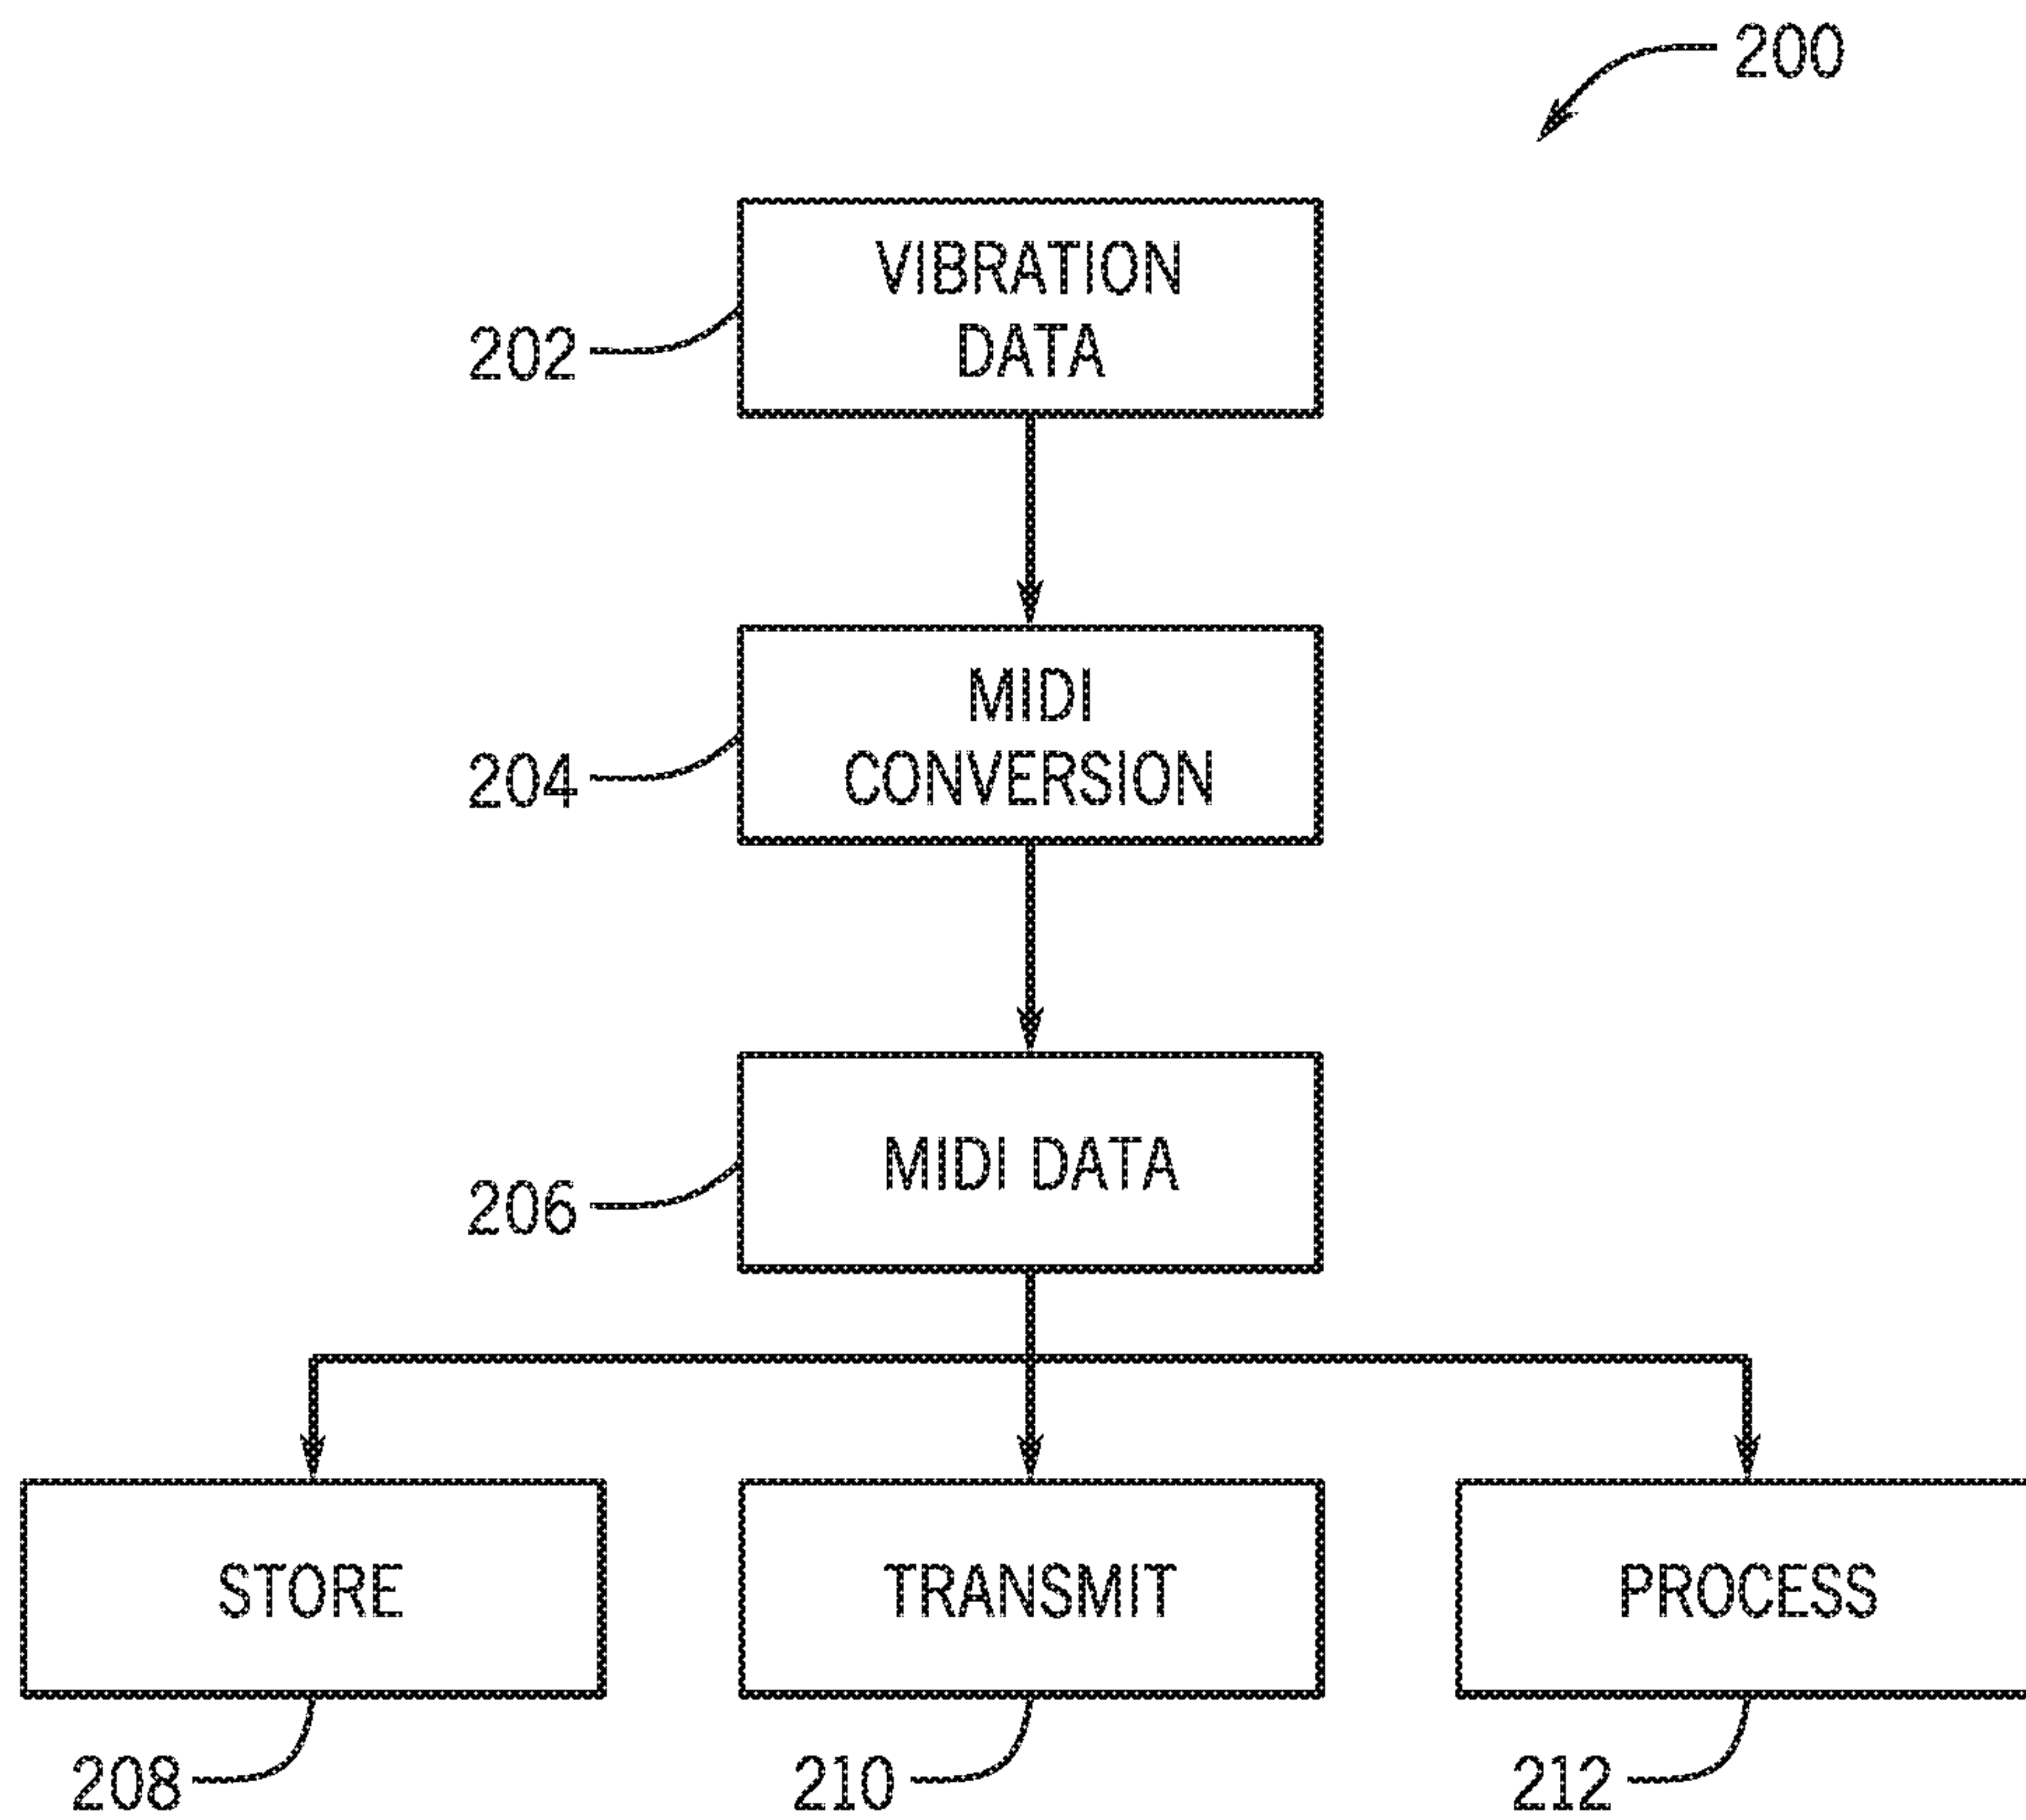 200
VIBRATION
DATA
202
MIDI
CONVERSION
204
MIDI DATA
206
STORE
TRANSMIT
PROCESS
208
210
212